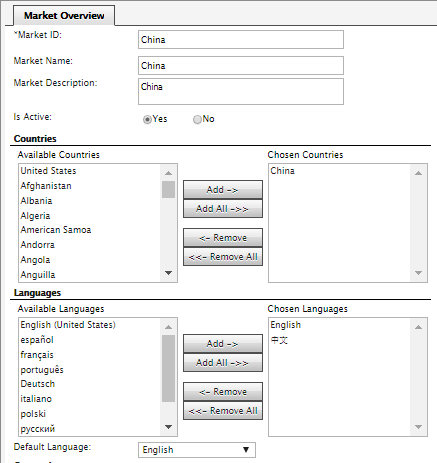 Market Overview
*Market ID: China
Market Name: China
Market Description: China
Is Active: Yes No
Countries
Available Countries
United States
Afghanistan
Albania
Algeria
American Samoa
Andorra
Angola
Anguilla
Add ->
Add All ->>
<- Remove
<<- Remove All
Chosen Countries
China
Languages
Available Languages
English (United States)
español
français
português
Deutsch
italiano
polski
русский
Add ->
Add All ->>
<- Remove
<<- Remove All
Chosen Languages
English
中文
Default Language: English